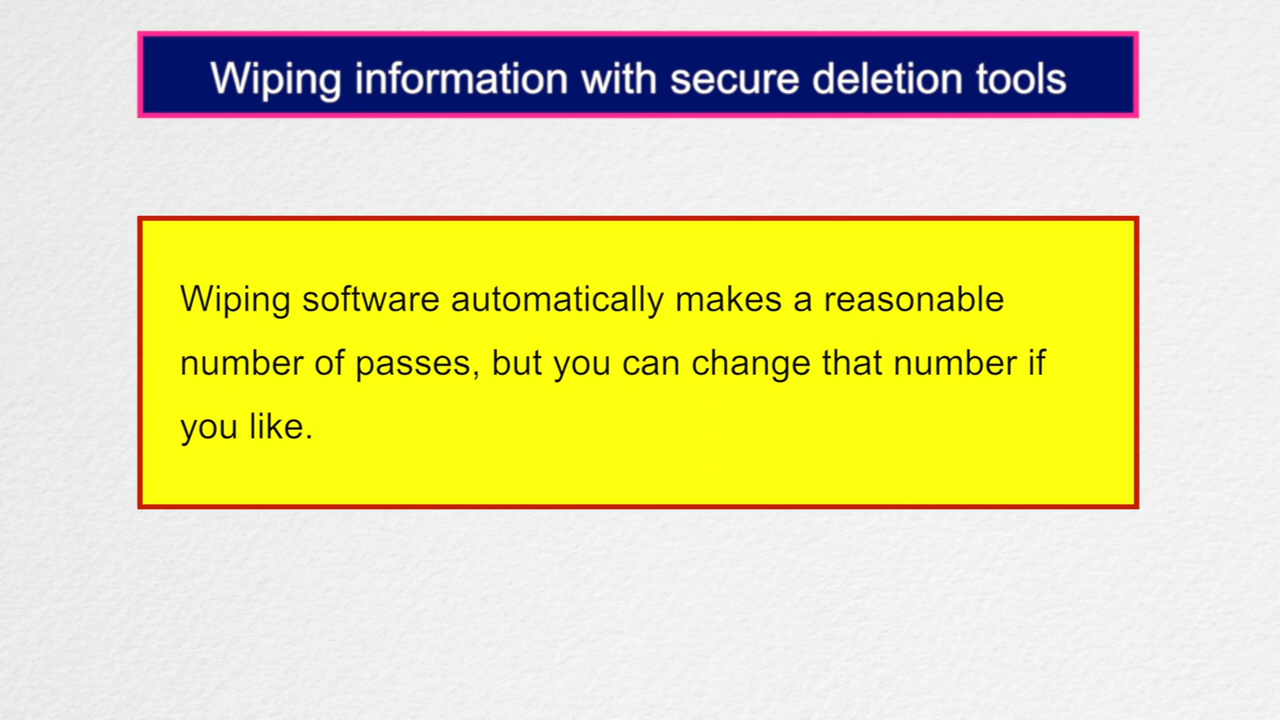 Wiping information with secure deletion tools
Wiping software automatically makes a reasonable
number of passes, but you can change that number if
you like.